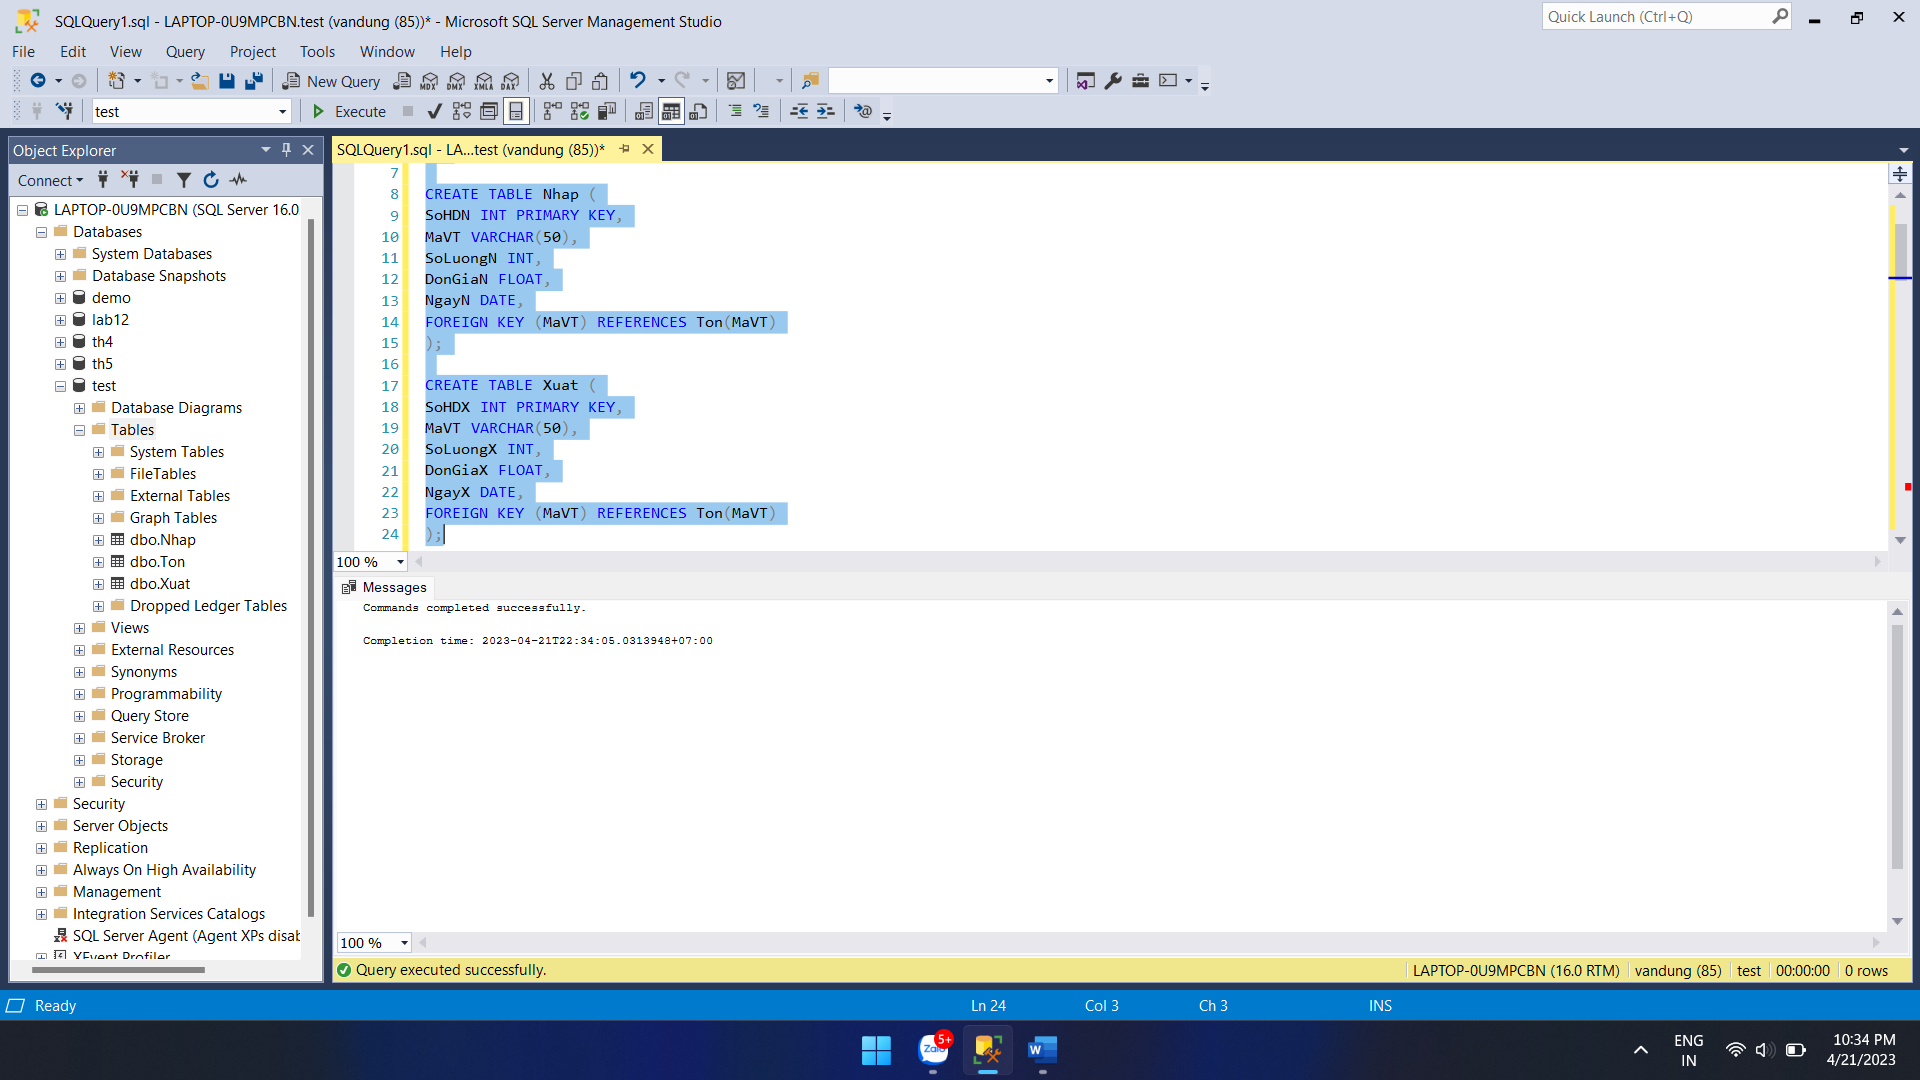 SQLQuery1.sql - LAPTOP-0U9MPCBN.test (vandung (85))* - Microsoft SQL Server Management Studio
Quick Launch (Ctrl+Q)
File Edit View Query Project Tools Window Help
New Query MDX DMX XMLA DAX
test Execute
Object Explorer
Connect
LAPTOP-0U9MPCBN (SQL Server 16.0
Databases
System Databases
Database Snapshots
demo
lab12
th4
th5
test
Database Diagrams
Tables
System Tables
FileTables
External Tables
Graph Tables
dbo.Nhap
dbo.Ton
dbo.Xuat
Dropped Ledger Tables
Views
External Resources
Synonyms
Programmability
Query Store
Service Broker
Storage
Security
Security
Server Objects
Replication
Always On High Availability
Management
Integration Services Catalogs
SQL Server Agent (Agent XPs disab
XEvent Profiler
SQLQuery1.sql - LA...test (vandung (85))*
7
8 CREATE TABLE Nhap (
9 SoHDN INT PRIMARY KEY,
10 MaVT VARCHAR(50),
11 SoLuongN INT,
12 DonGiaN FLOAT,
13 NgayN DATE,
14 FOREIGN KEY (MaVT) REFERENCES Ton(MaVT)
15 );
16
17 CREATE TABLE Xuat (
18 SoHDX INT PRIMARY KEY,
19 MaVT VARCHAR(50),
20 SoLuongX INT,
21 DonGiaX FLOAT,
22 NgayX DATE,
23 FOREIGN KEY (MaVT) REFERENCES Ton(MaVT)
24 );
100 %
Messages
Commands completed successfully.
Completion time: 2023-04-21T22:34:05.0313948+07:00
100 %
Query executed successfully. LAPTOP-0U9MPCBN (16.0 RTM) vandung (85) test 00:00:00 0 rows
Ready Ln 24 Col 3 Ch 3 INS
Zalo 5+ W
ENG
IN
10:34 PM
4/21/2023